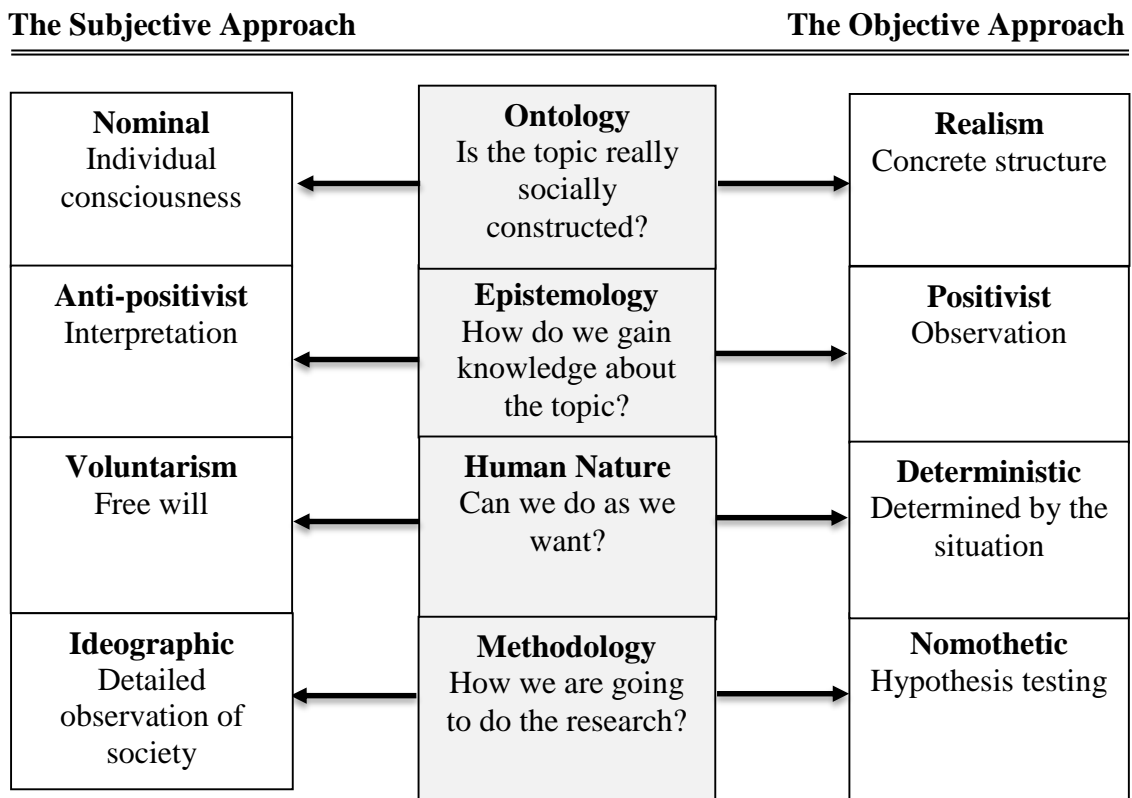 The Subjective Approach
The Objective Approach
Nominal
Individual
consciousness
Ontology
Is the topic really
socially
constructed?
Realism
Concrete structure
Anti-positivist
Interpretation
Epistemology
How do we gain
knowledge about
the topic?
Positivist
Observation
Voluntarism
Free will
Human Nature
Can we do as we
want?
Deterministic
Determined by the
situation
Ideographic
Detailed
observation of
society
Methodology
How we are going
to do the research?
Nomothetic
Hypothesis testing